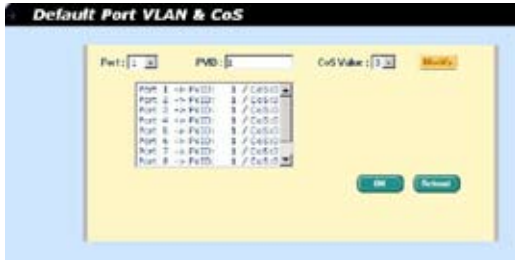 Default Port VLAN & CoS
Port: 1 PVID: CoS Value: Modify
Port 1 -> PVID: 1 / CoS:0
Port 2 -> PVID: 1 / CoS:0
Port 3 -> PVID: 1 / CoS:0
Port 4 -> PVID: 1 / CoS:0
Port 5 -> PVID: 1 / CoS:0
Port 6 -> PVID: 1 / CoS:0
Port 7 -> PVID: 1 / CoS:0
Port 8 -> PVID: 1 / CoS:0
OK Reload